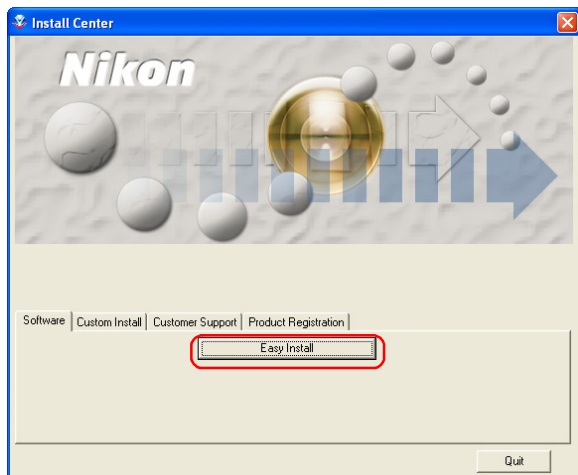 Install Center
Nikon
Software Custom Install Customer Support Product Registration
Easy Install
Quit